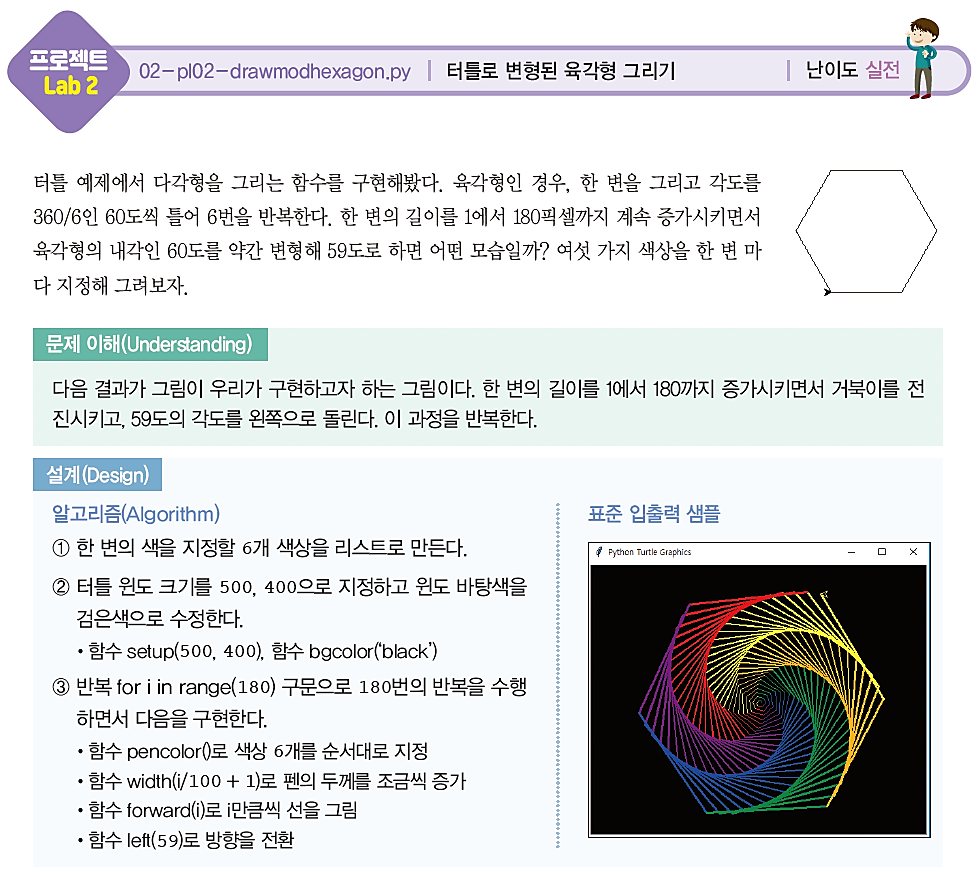 프로젝트
Lab 2
02-pl02-drawmodhexagon.py
터틀로 변형된 육각형 그리기
난이도 실전
터틀 예제에서 다각형을 그리는 함수를 구현해봤다. 육각형인 경우, 한 변을 그리고 각도를
360/6인 60도씩 틀어 6번을 반복한다. 한 변의 길이를 1에서 180픽셀까지 계속 증가시키면서
육각형의 내각인 60도를 약간 변형해 59도로 하면 어떤 모습일까? 여섯 가지 색상을 한 변 마
다 지정해 그려보자.
문제 이해(Understanding)
다음 결과가 그림이 우리가 구현하고자 하는 그림이다. 한 변의 길이를 1에서 180까지 증가시키면서 거북이를 전
진시키고, 59도의 각도를 왼쪽으로 돌린다. 이 과정을 반복한다.
설계(Design)
알고리즘(Algorithm)
① 한 변의 색을 지정할 6개 색상을 리스트로 만든다.
② 터틀 윈도 크기를 500, 400으로 지정하고 윈도 바탕색을
검은색으로 수정한다.
• 함수 setup(500, 400), 함수 bgcolor('black')
③ 반복 for i in range(180) 구문으로 180번의 반복을 수행
하면서 다음을 구현한다.
• 함수 pencolor()로 색상 6개를 순서대로 지정
• 함수 width(i/100 + 1)로 펜의 두께를 조금씩 증가
• 함수 forward(i)로 i만큼씩 선을 그림
• 함수 left(59)로 방향을 전환
표준 입출력 샘플
Python Turtle Graphics